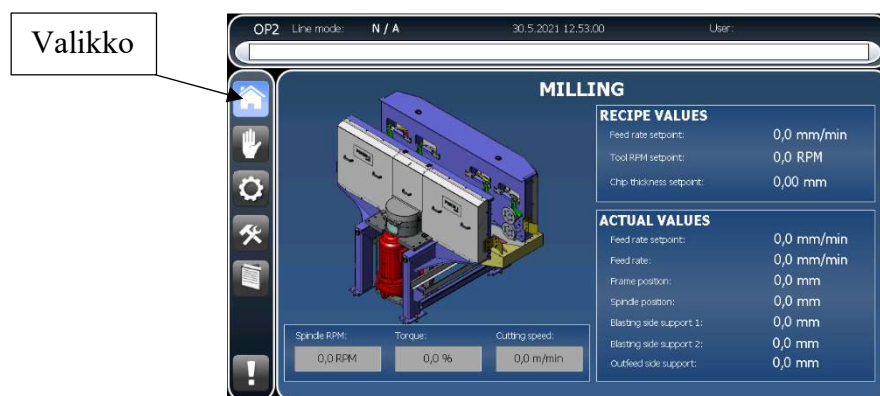 Valikko
OP2 Line mode: N / A 30.5.2021 12.53.00 User:
MILLING
RECIPE VALUES
Feed rate setpoint: 0,0 mm/min
Tool RPM setpoint: 0,0 RPM
Chip thickness setpoint: 0,00 mm
ACTUAL VALUES
Feed rate setpoint: 0,0 mm/min
Feed rate: 0,0 mm/min
Frame position: 0,0 mm
Spindle position: 0,0 mm
Blasting side support 1: 0,0 mm
Blasting side support 2: 0,0 mm
Outfeed side support: 0,0 mm
Spindle RPM: Torque: Cutting speed:
0,0 RPM 0,0 % 0,0 m/min